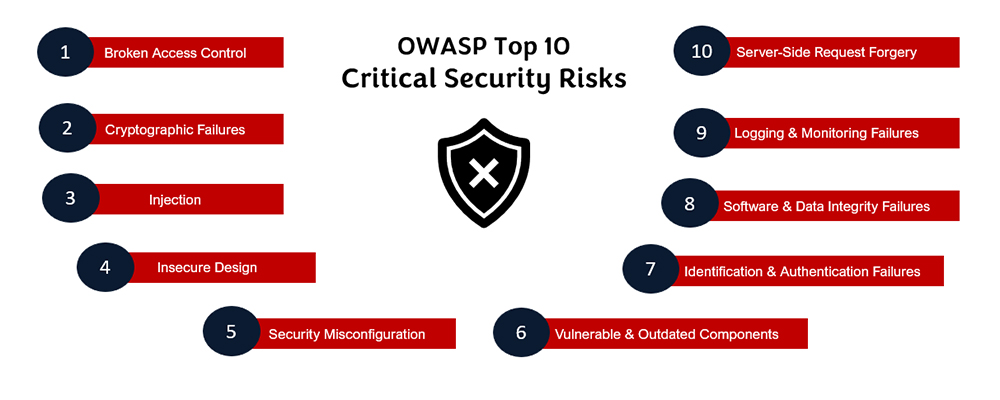 OWASP Top 10
Critical Security Risks
1
Broken Access Control
2
Cryptographic Failures
3
Injection
4
Insecure Design
5
Security Misconfiguration
6
Vulnerable & Outdated Components
7
Identification & Authentication Failures
8
Software & Data Integrity Failures
9
Logging & Monitoring Failures
10
Server-Side Request Forgery